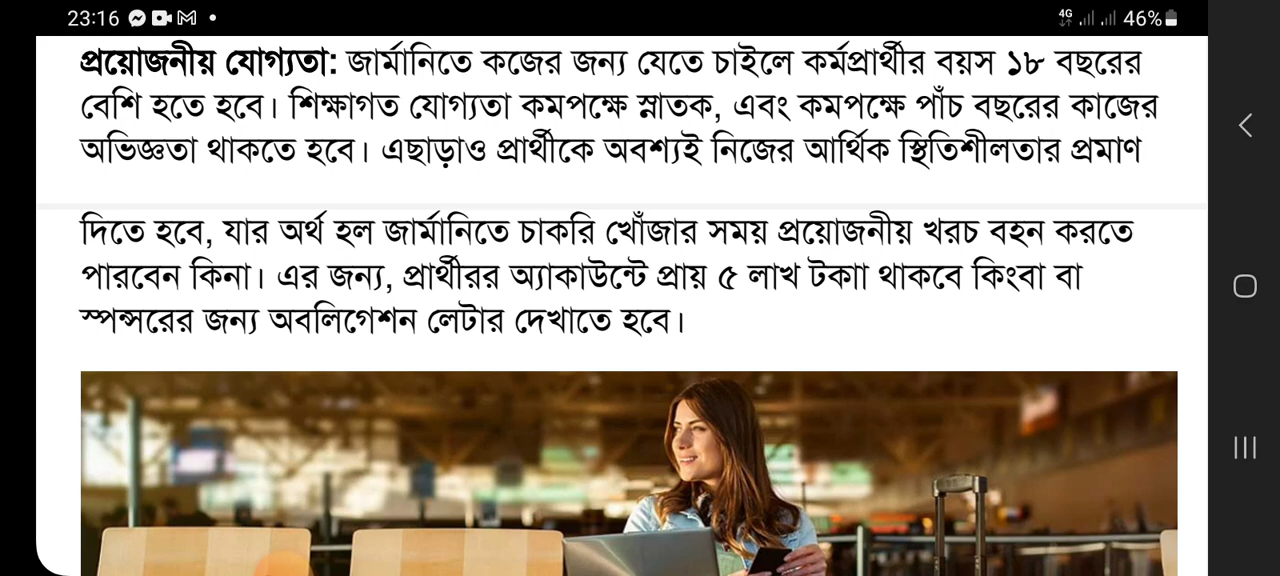 23:16
4G 46%
প্রয়োজনীয় যোগ্যতা: জার্মানিতে কজের জন্য যেতে চাইলে কর্মপ্রার্থীর বয়স ১৮ বছরের
বেশি হতে হবে। শিক্ষাগত যোগ্যতা কমপক্ষে স্নাতক, এবং কমপক্ষে পাঁচ বছরের কাজের
অভিজ্ঞতা থাকতে হবে। এছাড়াও প্রার্থীকে অবশ্যই নিজের আর্থিক স্থিতিশীলতার প্রমাণ
দিতে হবে, যার অর্থ হল জার্মানিতে চাকরি খোঁজার সময় প্রয়োজনীয় খরচ বহন করতে
পারবেন কিনা। এর জন্য, প্রার্থীরর অ্যাকাউন্টে প্রায় ৫ লাখ টকাা থাকবে কিংবা বা
স্পন্সরের জন্য অবলিগেশন লেটার দেখাতে হবে।